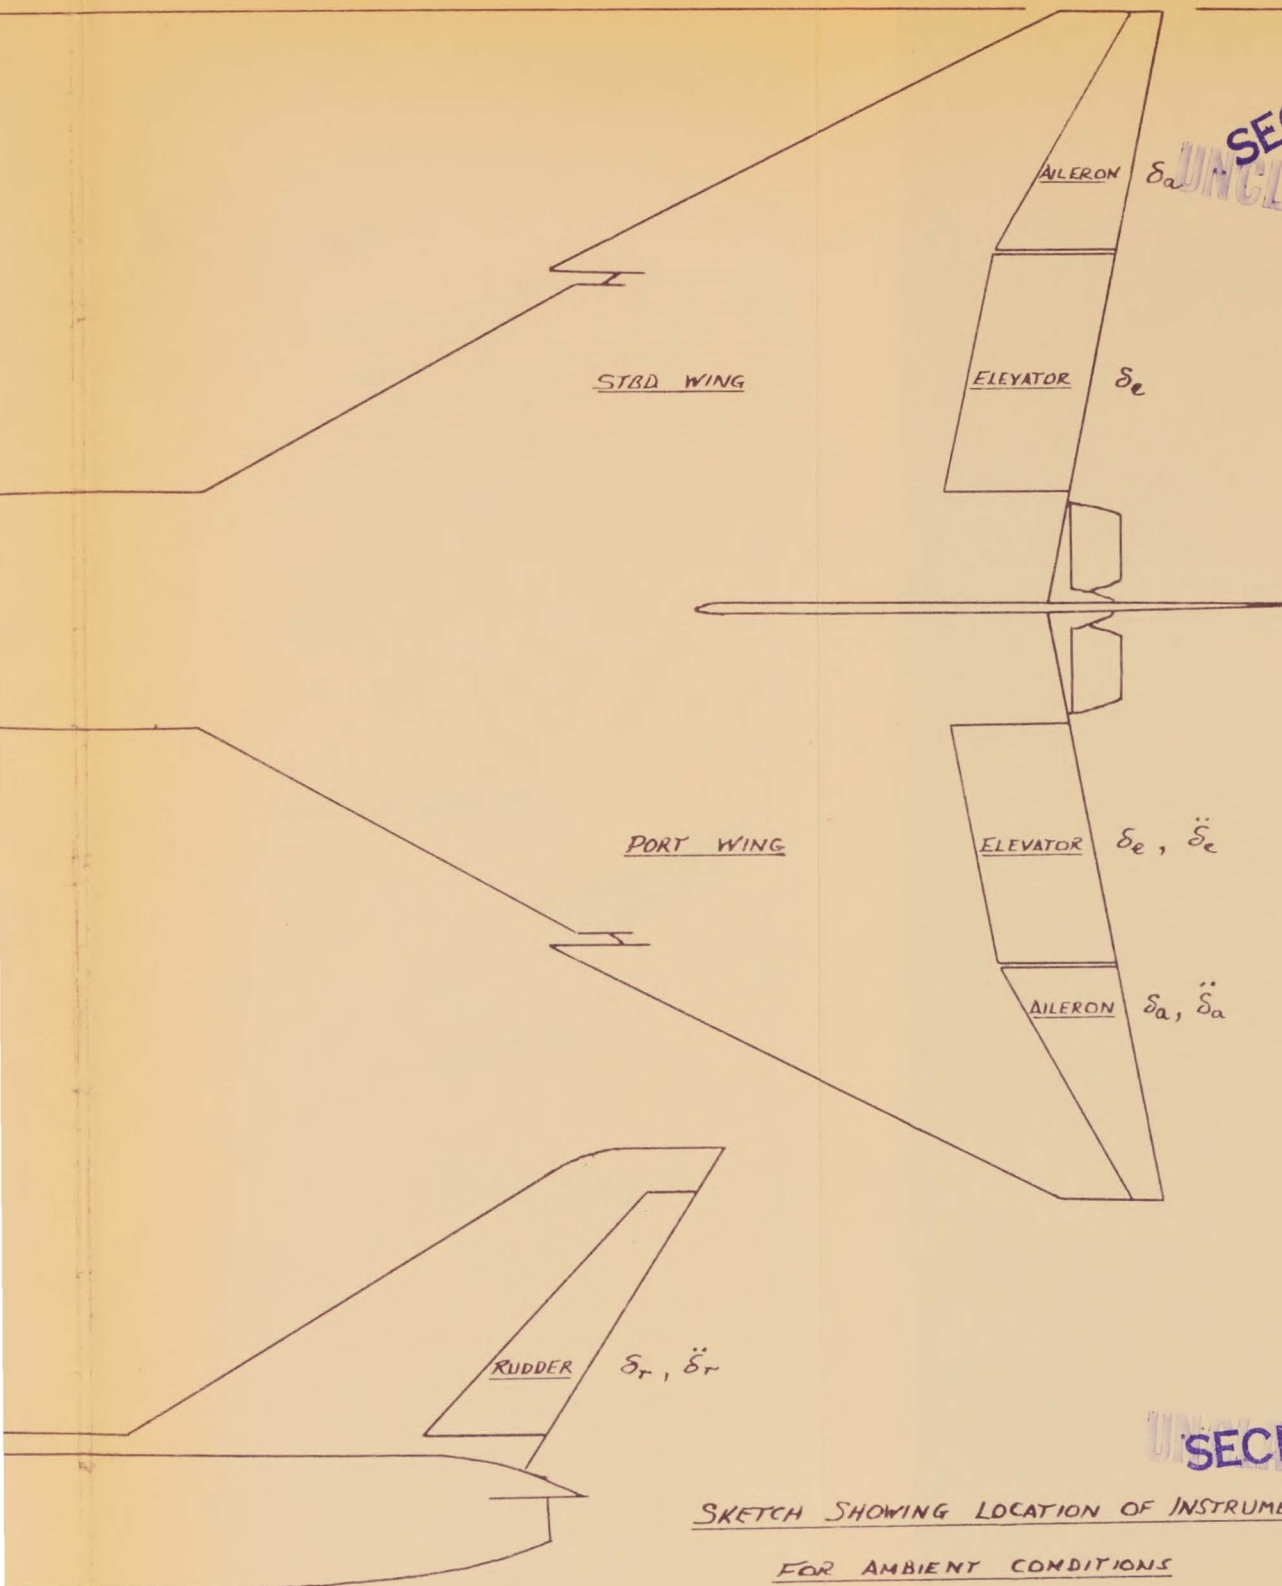 AILERON δa
ELEVATOR δe
STBD WING
PORT WING
ELEVATOR δe, δ̈e
AILERON δa, δ̈a
RUDDER δr, δ̈r
SKETCH SHOWING LOCATION OF
FOR AMBIENT CONDITIONS